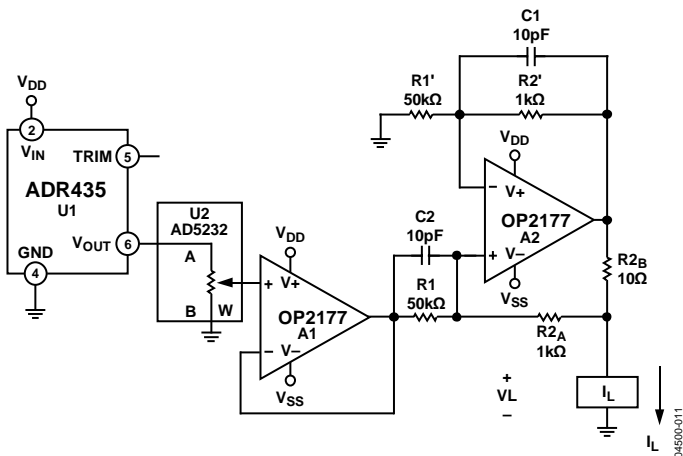 C1
10pF
R1'
50kΩ
R2'
1kΩ
VDD
2
VIN
TRIM 5
ADR435
U1
VOUT 6
GND
4
U2
AD5232
A
B W
VDD
+ V+
OP2177
A1
− V−
VSS
C2
10pF
R1
50kΩ
VDD
− V+
OP2177
A2
+ V−
VSS
R2B
10Ω
R2A
1kΩ
+
VL
−
IL
IL
04500-011